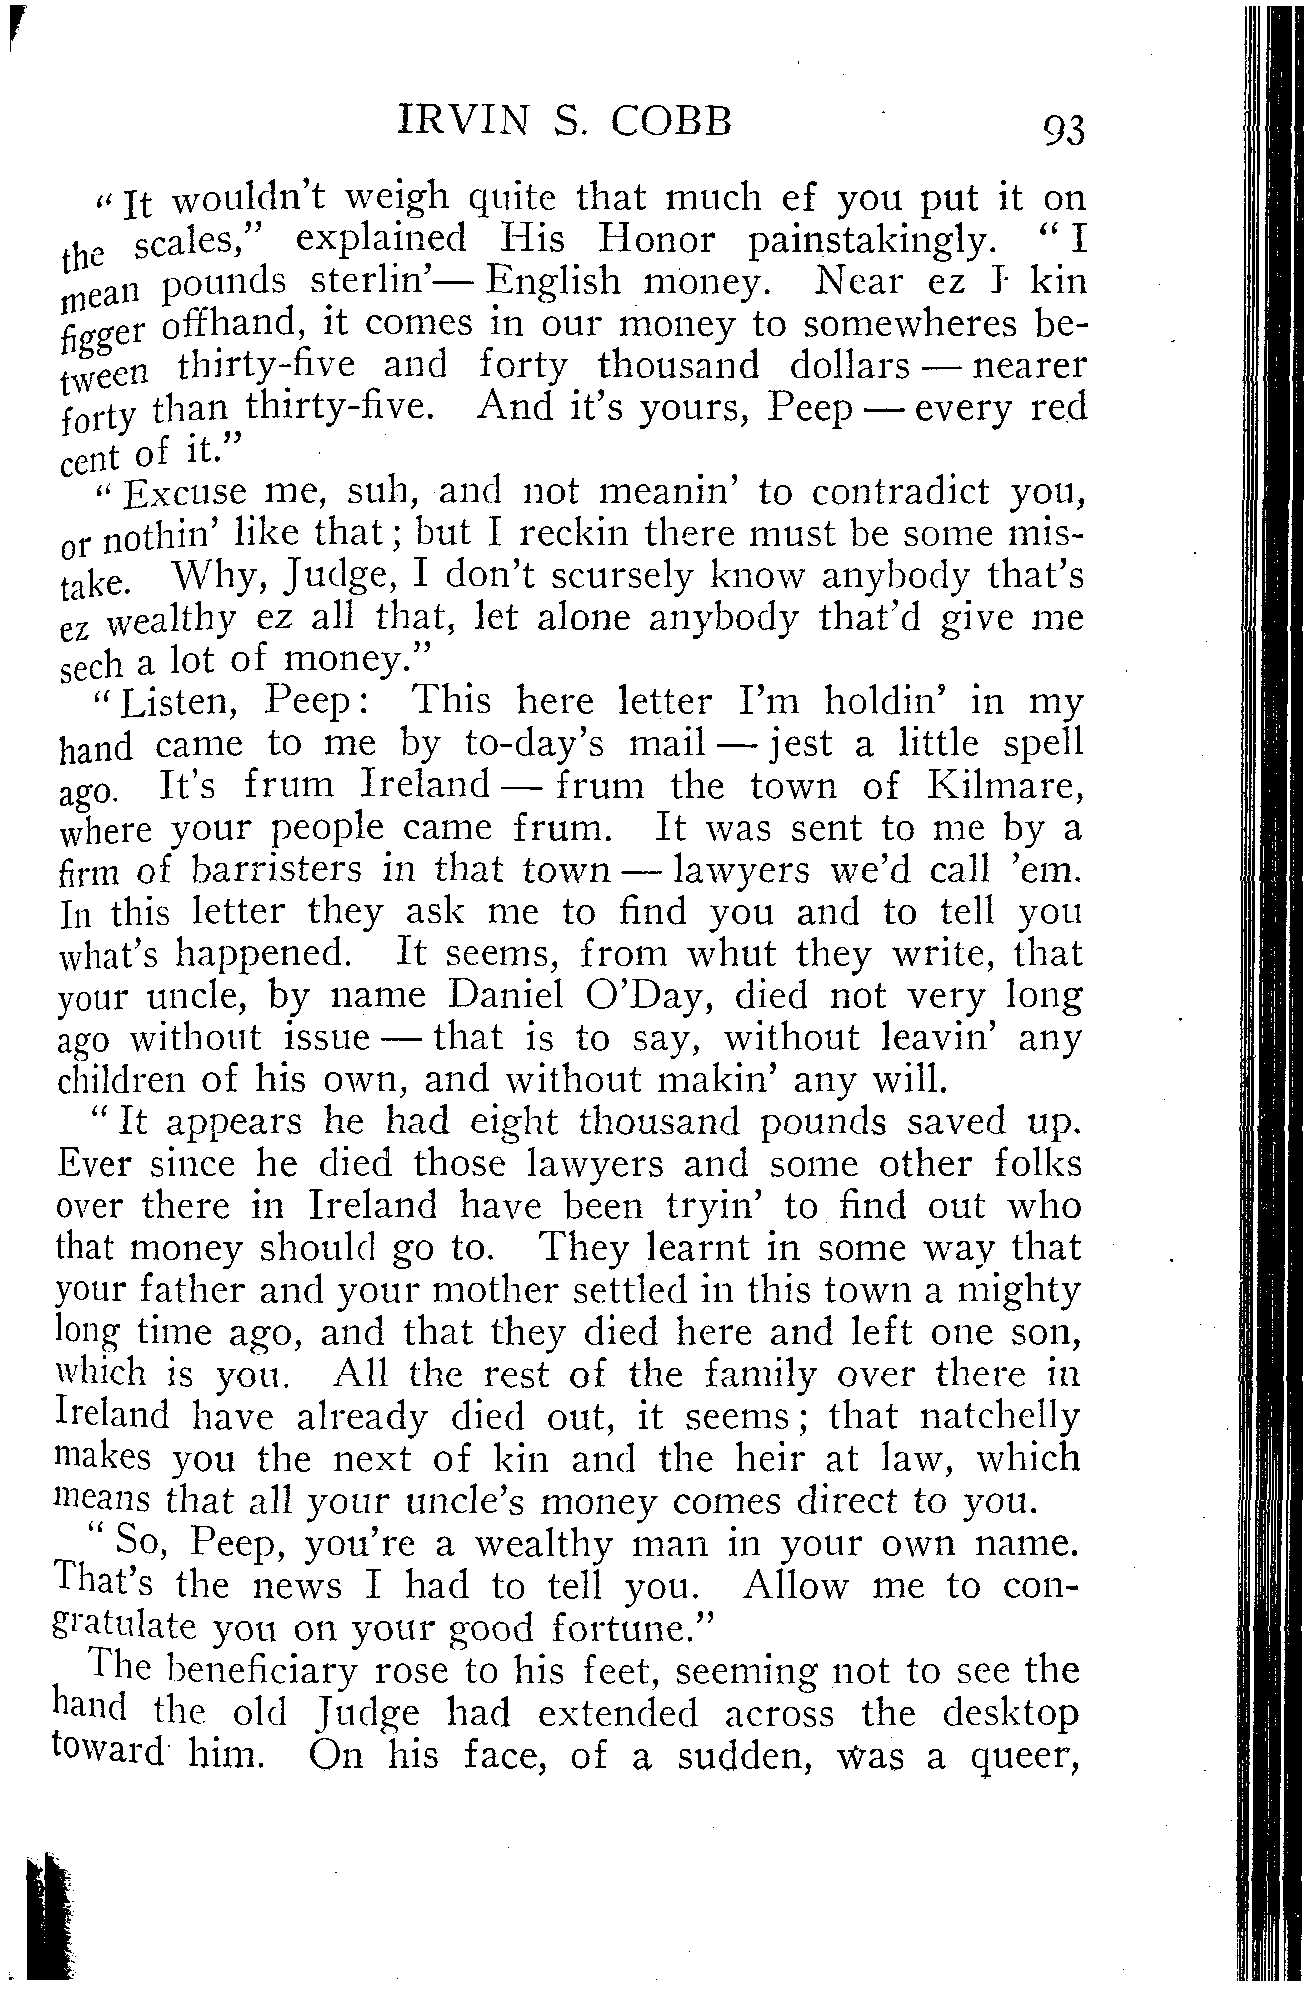 IRVIN S. COBB 93
“ It wouldn’t weigh quite that much ef you put it on
the scales,” explained His Honor painstakingly. “ I
mean pounds sterlin’— English money. Near ez I kin
figger offhand, it comes in our money to somewheres be-
tween thirty-five and forty thousand dollars — nearer
forty than thirty-five. And it’s yours, Peep — every red
cent of it.”
“ Excuse me, suh, and not meanin’ to contradict you,
or nothin’ like that ; but I reckin there must be some mis-
take. Why, Judge, I don’t scursely know anybody that’s
ez wealthy ez all that, let alone anybody that’d give me
sech a lot of money.”
“ Listen, Peep : This here letter I’m holdin’ in my
hand came to me by to-day’s mail — jest a little spell
ago. It’s frum Ireland — frum the town of Kilmare,
where your people came frum. It was sent to me by a
firm of barristers in that town — lawyers we’d call ’em.
In this letter they ask me to find you and to tell you
what’s happened. It seems, from whut they write, that
your uncle, by name Daniel O’Day, died not very long
ago without issue — that is to say, without leavin’ any
children of his own, and without makin’ any will.
“ It appears he had eight thousand pounds saved up.
Ever since he died those lawyers and some other folks
over there in Ireland have been tryin’ to find out who
that money should go to. They learnt in some way that
your father and your mother settled in this town a mighty
long time ago, and that they died here and left one son,
which is you. All the rest of the family over there in
Ireland have already died out, it seems ; that natchelly
makes you the next of kin and the heir at law, which
means that all your uncle’s money comes direct to you.
“ So, Peep, you’re a wealthy man in your own name.
That’s the news I had to tell you. Allow me to con-
gratulate you on your good fortune.”
The beneficiary rose to his feet, seeming not to see the
hand the old Judge had extended across the desktop
toward him. On his face, of a sudden, was a queer,